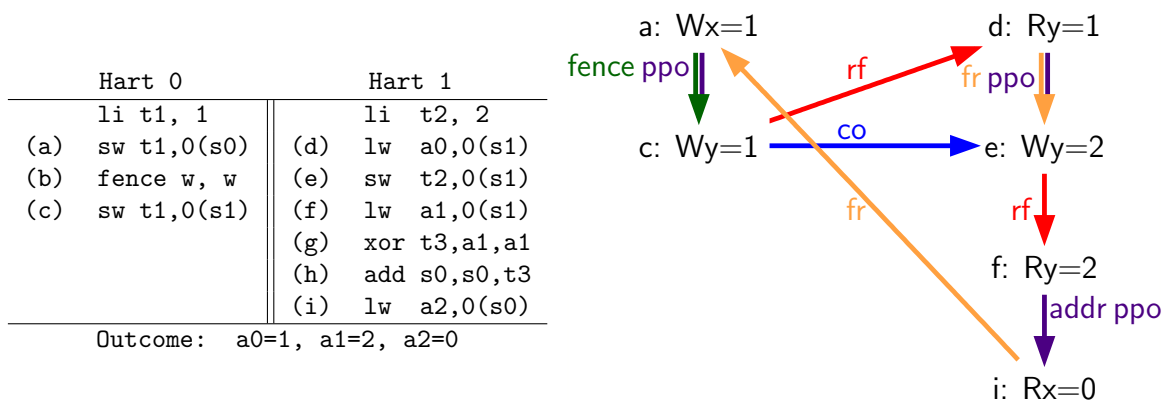 Hart 0 Hart 1
li t1, 1 li t2, 2
(a) sw t1,0(s0) (d) lw a0,0(s1)
(b) fence w, w (e) sw t2,0(s1)
(c) sw t1,0(s1) (f) lw a1,0(s1)
(g) xor t3,a1,a1
(h) add s0,s0,t3
(i) lw a2,0(s0)
Outcome: a0=1, a1=2, a2=0
a: Wx=1 d: Ry=1
fence ppo rf fr ppo
co
c: Wy=1 e: Wy=2
fr rf
f: Ry=2
addr ppo
i: Rx=0